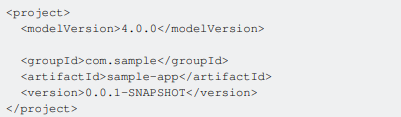 <project>
<modelVersion>4.0.0</modelVersion>
<groupId>com.sample</groupId>
<artifactId>sample-app</artifactId>
<version>0.0.1-SNAPSHOT</version>
</project>